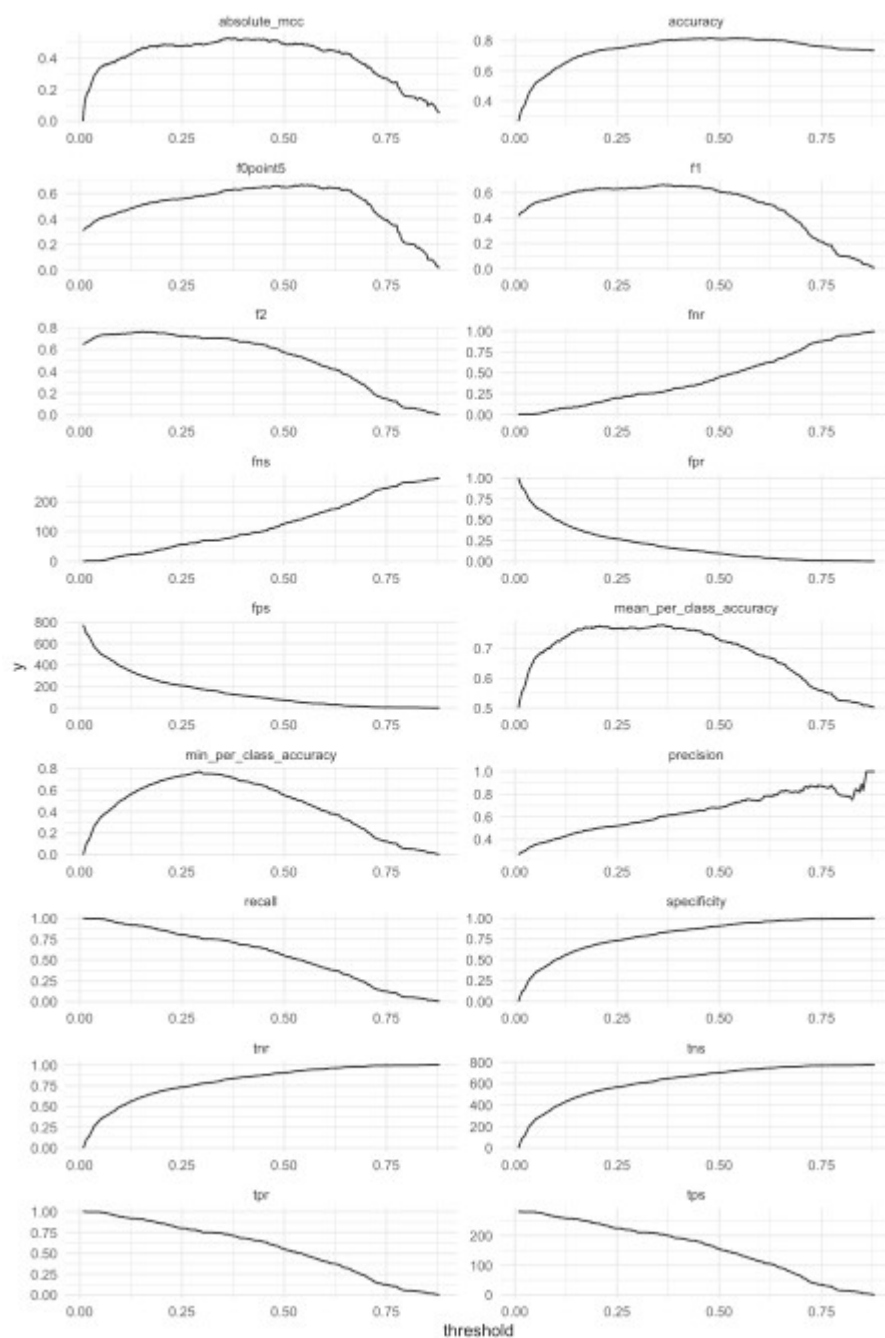 absolute_mcc accuracy
0.4 0.8
0.2 0.6
0.0 0.4
0.00 0.25 0.50 0.75 0.00 0.25 0.50 0.75
f0point5 f1
0.6 0.6
0.4 0.4
0.2 0.2
0.0 0.0
0.00 0.25 0.50 0.75 0.00 0.25 0.50 0.75
f2 fnr
0.8 1.00
0.6 0.75
0.4 0.50
0.2 0.25
0.0 0.00
0.00 0.25 0.50 0.75 0.00 0.25 0.50 0.75
fns fpr
200 1.00
100 0.75
0 0.50
0.25
0.00
0.00 0.25 0.50 0.75 0.00 0.25 0.50 0.75
fps mean_per_class_accuracy
800 0.7
600 0.6
400 0.5
200
0
y
0.00 0.25 0.50 0.75 0.00 0.25 0.50 0.75
min_per_class_accuracy precision
0.8 1.0
0.6 0.8
0.4 0.6
0.2 0.4
0.0
0.00 0.25 0.50 0.75 0.00 0.25 0.50 0.75
recall specificity
1.00 1.00
0.75 0.75
0.50 0.50
0.25 0.25
0.00 0.00
0.00 0.25 0.50 0.75 0.00 0.25 0.50 0.75
tnr tns
1.00 800
0.75 600
0.50 400
0.25 200
0.00 0
0.00 0.25 0.50 0.75 0.00 0.25 0.50 0.75
tpr tps
1.00 200
0.75 100
0.50 0
0.25
0.00
0.00 0.25 0.50 0.75 0.00 0.25 0.50 0.75
threshold